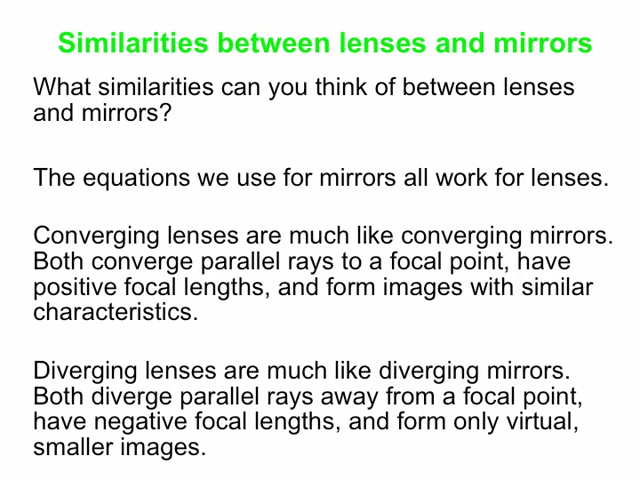 Similarities between lenses and mirrors
What similarities can you think of between lenses
and mirrors?
The equations we use for mirrors all work for lenses.
Converging lenses are much like converging mirrors.
Both converge parallel rays to a focal point, have
positive focal lengths, and form images with similar
characteristics.
Diverging lenses are much like diverging mirrors.
Both diverge parallel rays away from a focal point,
have negative focal lengths, and form only virtual,
smaller images.